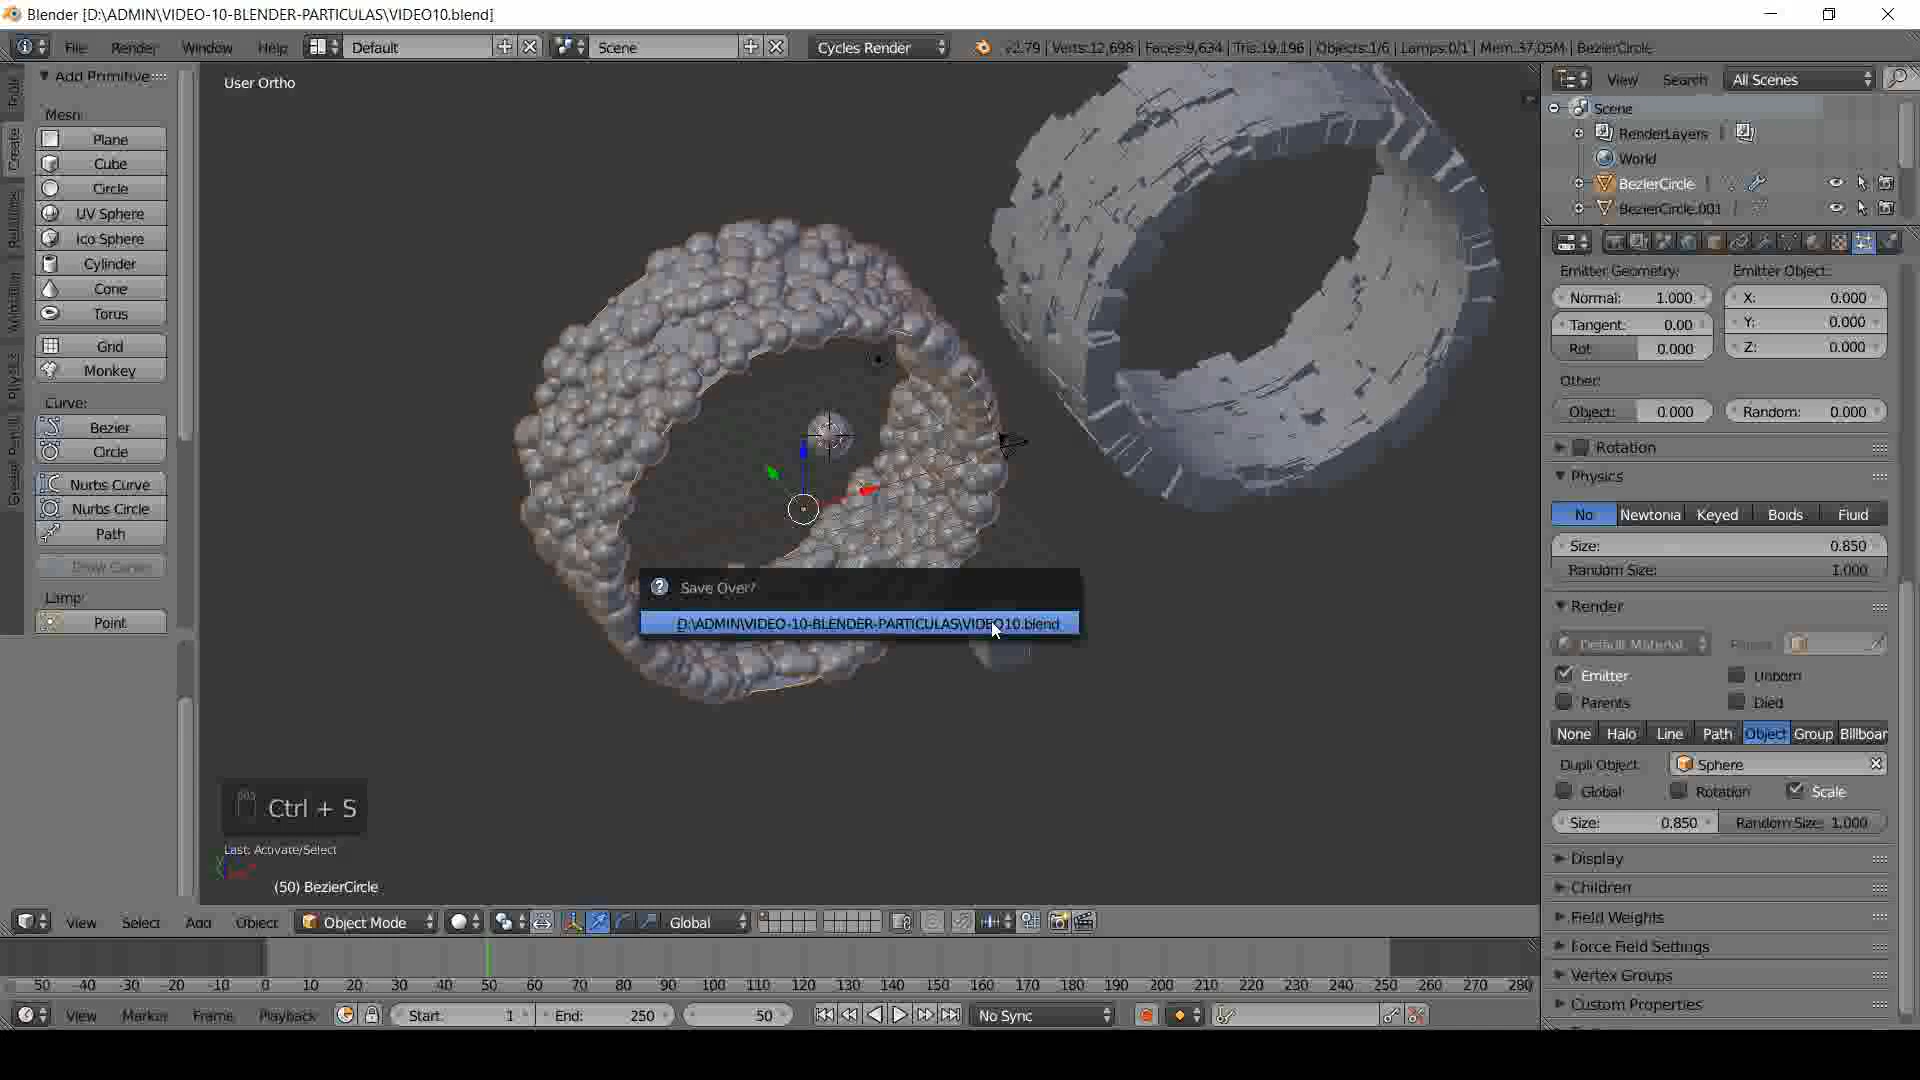 Blender [D:\ADMIN\VIDEO-10-BLENDER-PARTICULAS\VIDEO10.blend]
File Render Window Help Default Scene Cycles Render v2.79 | Verts:12,698 | Faces:9,634 | Tris:19,196 | Objects:1/6 | Lamps:0/1 | Mem:37.05M | BezierCircle
Add Primitive
Mesh:
Plane
Cube
Circle
UV Sphere
Ico Sphere
Cylinder
Cone
Torus
Grid
Monkey
Curve:
Bezier
Circle
Nurbs Curve
Nurbs Circle
Path
Draw Curve
Lamp:
Point
Create
Grease Pencil
User Ortho
Save Over?
D:\ADMIN\VIDEO-10-BLENDER-PARTICULAS\VIDEO10.blend
Ctrl + S
Last: Activate/Select
(50) BezierCircle
View Search All Scenes
Scene
RenderLayers
World
BezierCircle
BezierCircle.001
Emitter Geometry: Emitter Object:
Normal: 1.000 X: 0.000
Tangent: 0.00 Y: 0.000
Rot: 0.000 Z: 0.000
Other:
Object: 0.000 Random: 0.000
Rotation
Physics
No Newtonia Keyed Boids Fluid
Size: 0.850
Random Size: 1.000
Render
Default Material
Emitter Unborn
Parents Died
None Halo Line Path Object Group Billboar
Dupli Object: Sphere
Global Rotation Scale
Size: 0.850 Random Size: 1.000
Display
Children
Field Weights
Force Field Settings
Vertex Groups
Custom Properties
View Select Add Object Object Mode Global
50 -40 -30 -20 -10 0 10 20 30 40 50 60 70 80 90 100 110 120 130 140 150 160 170 180 190 200 210 220 230 240 250 260 270 280
View Marker Frame Playback Start: 1 End: 250 50 No Sync